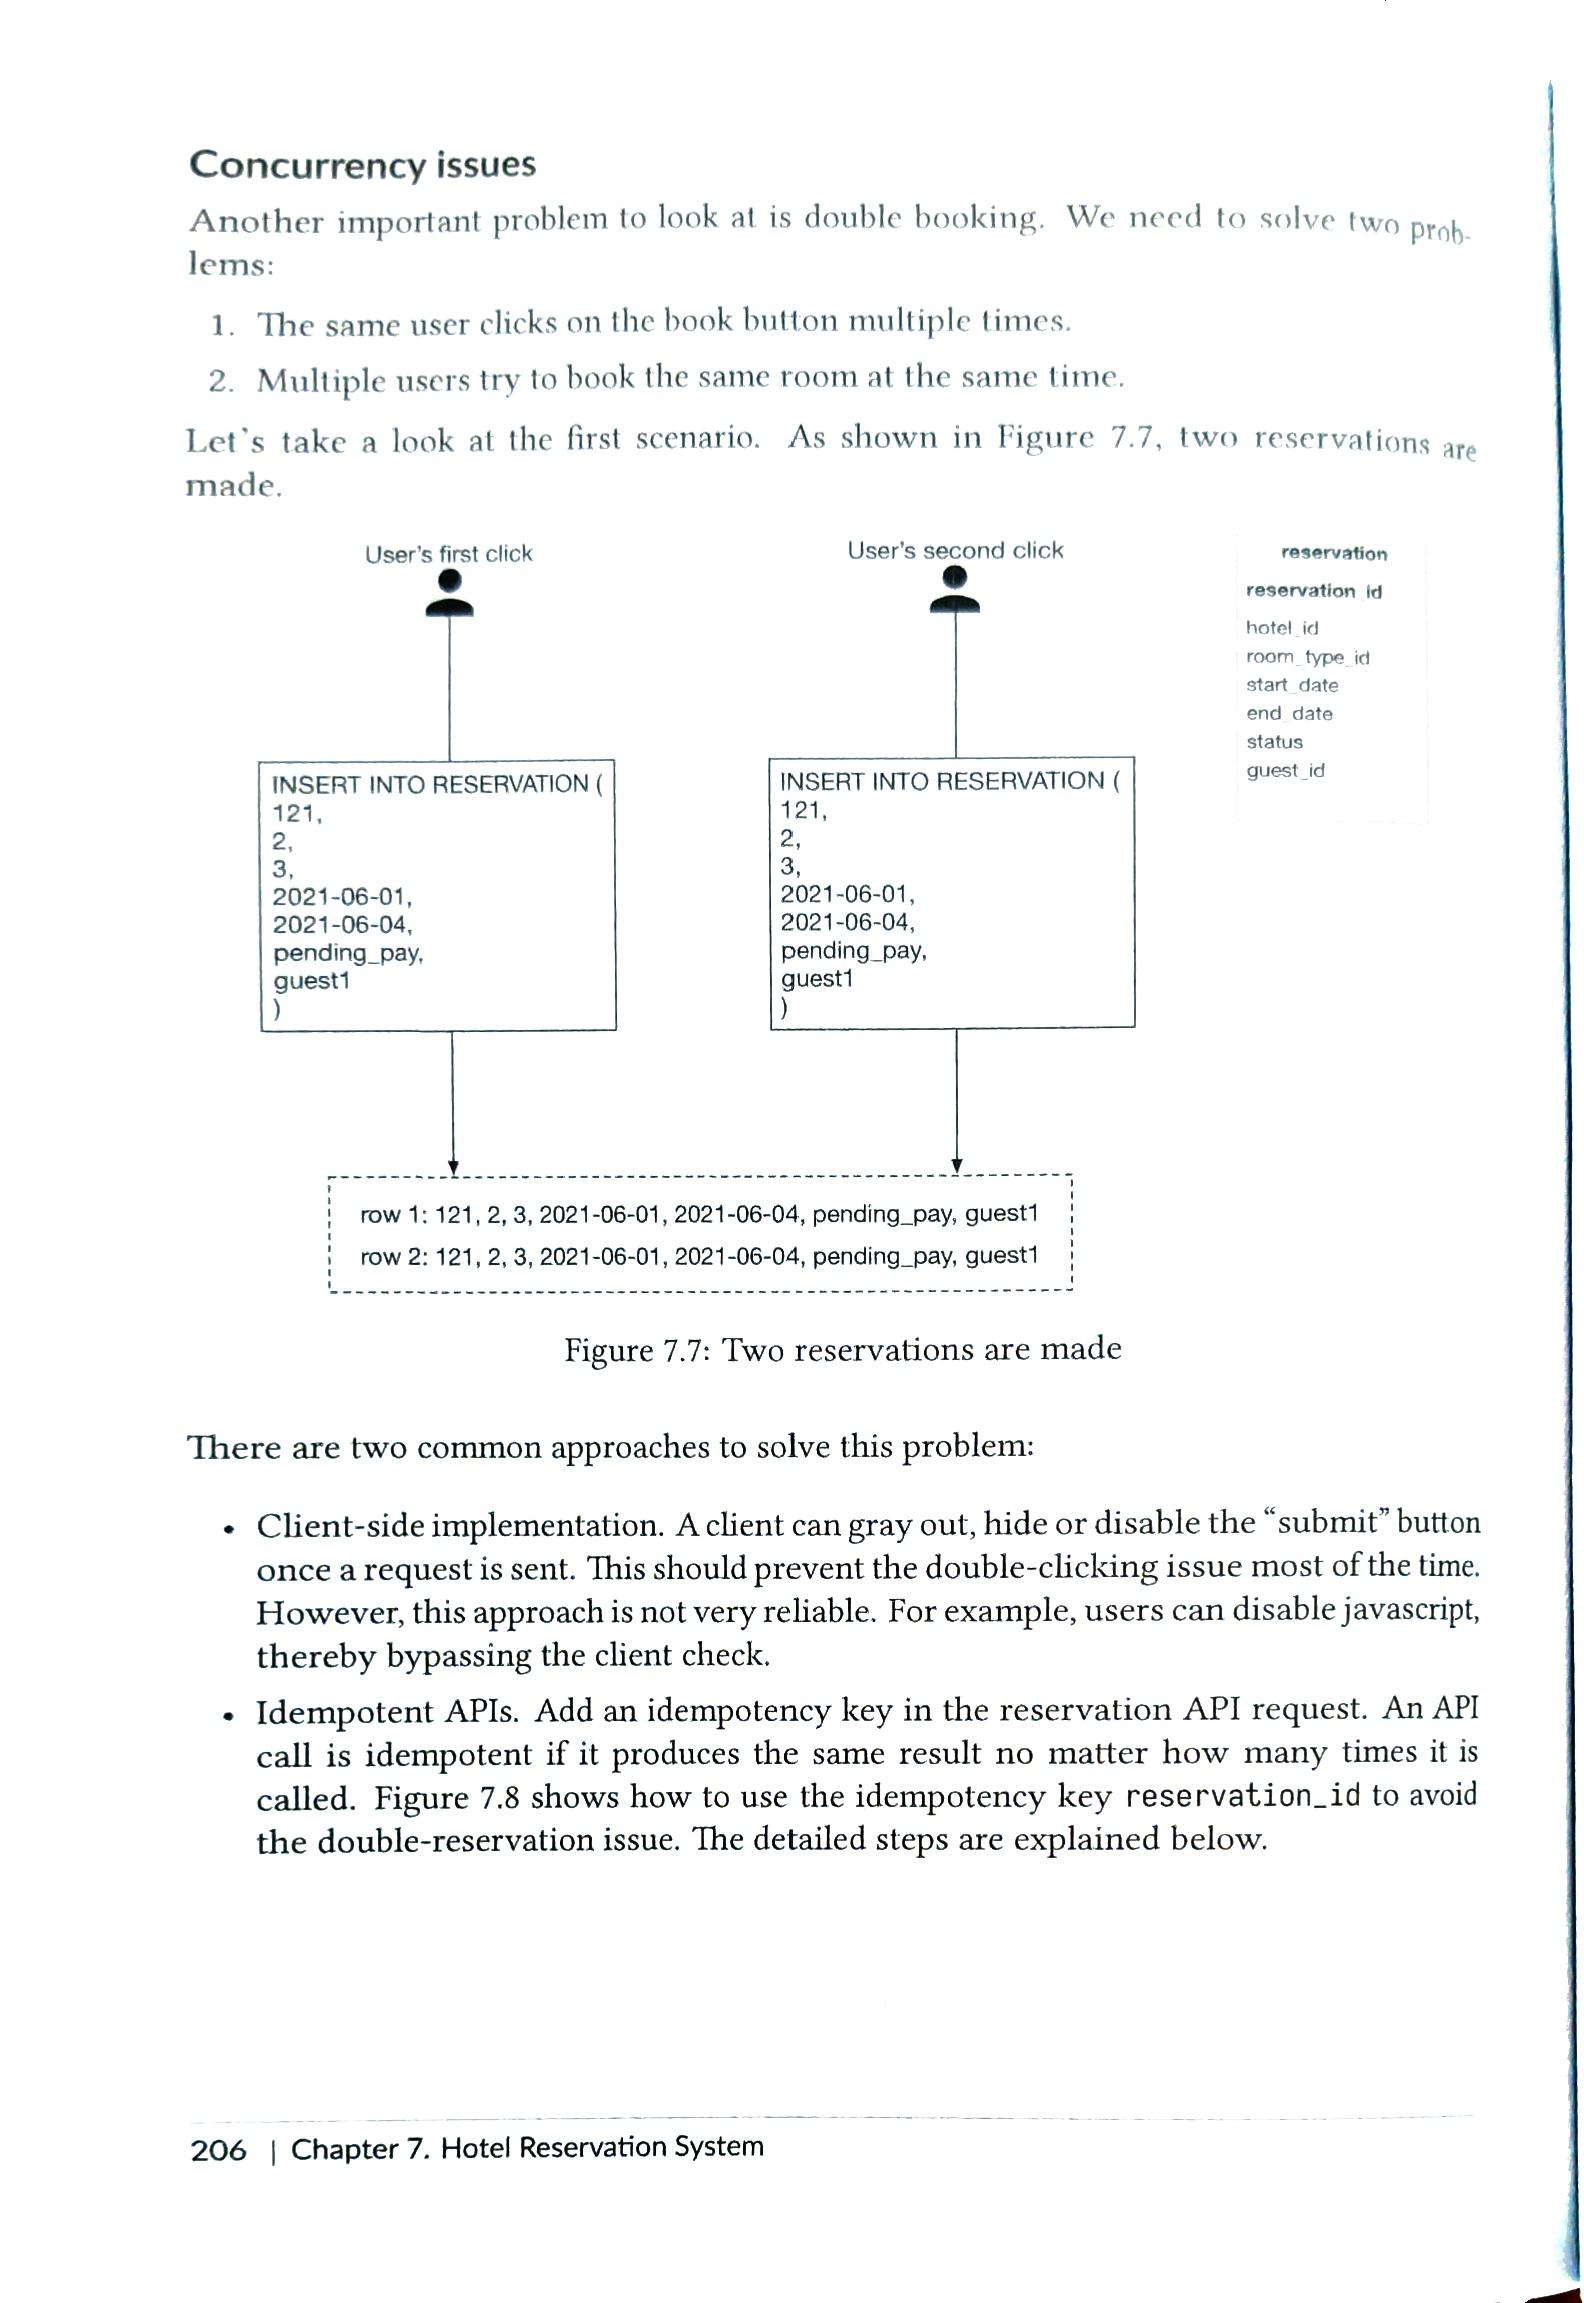 Concurrency issues
Another important problem to look at is double booking. We need to solve two prob-
lems:
1. The same user clicks on the book button multiple times.
2. Multiple users try to book the same room at the same time.
Let's take a look at the first scenario. As shown in Figure 7.7, two reservations are
made.
User's first click
User's second click
reservation
reservation_id
hotel_id
room_type_id
start_date
end_date
status
guest_id
INSERT INTO RESERVATION (
121,
2,
3,
2021-06-01,
2021-06-04,
pending_pay,
guest1
)
INSERT INTO RESERVATION (
121,
2,
3,
2021-06-01,
2021-06-04,
pending_pay,
guest1
)
row 1: 121, 2, 3, 2021-06-01, 2021-06-04, pending_pay, guest1
row 2: 121, 2, 3, 2021-06-01, 2021-06-04, pending_pay, guest1
Figure 7.7: Two reservations are made
There are two common approaches to solve this problem:
• Client-side implementation. A client can gray out, hide or disable the “submit” button
once a request is sent. This should prevent the double-clicking issue most of the time.
However, this approach is not very reliable. For example, users can disable javascript,
thereby bypassing the client check.
• Idempotent APIs. Add an idempotency key in the reservation API request. An API
call is idempotent if it produces the same result no matter how many times it is
called. Figure 7.8 shows how to use the idempotency key reservation_id to avoid
the double-reservation issue. The detailed steps are explained below.
206 | Chapter 7. Hotel Reservation System